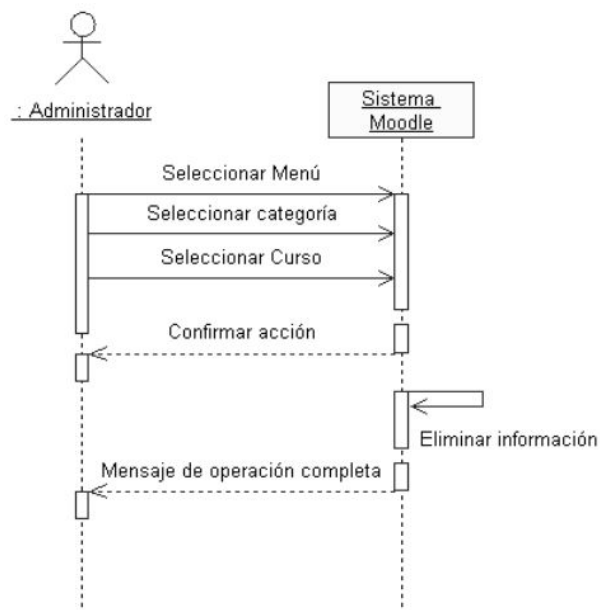 : Administrador
Sistema
Moodle
Seleccionar Menú
Seleccionar categoría
Seleccionar Curso
Confirmar acción
Eliminar información
Mensaje de operación completa